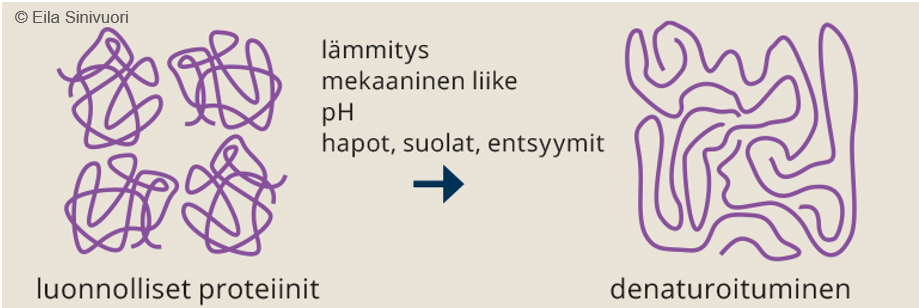 © Eila Sinivuori
lämmitys
mekaaninen liike
pH
hapot, suolat, entsyymit
luonnolliset proteiinit
denaturoituminen